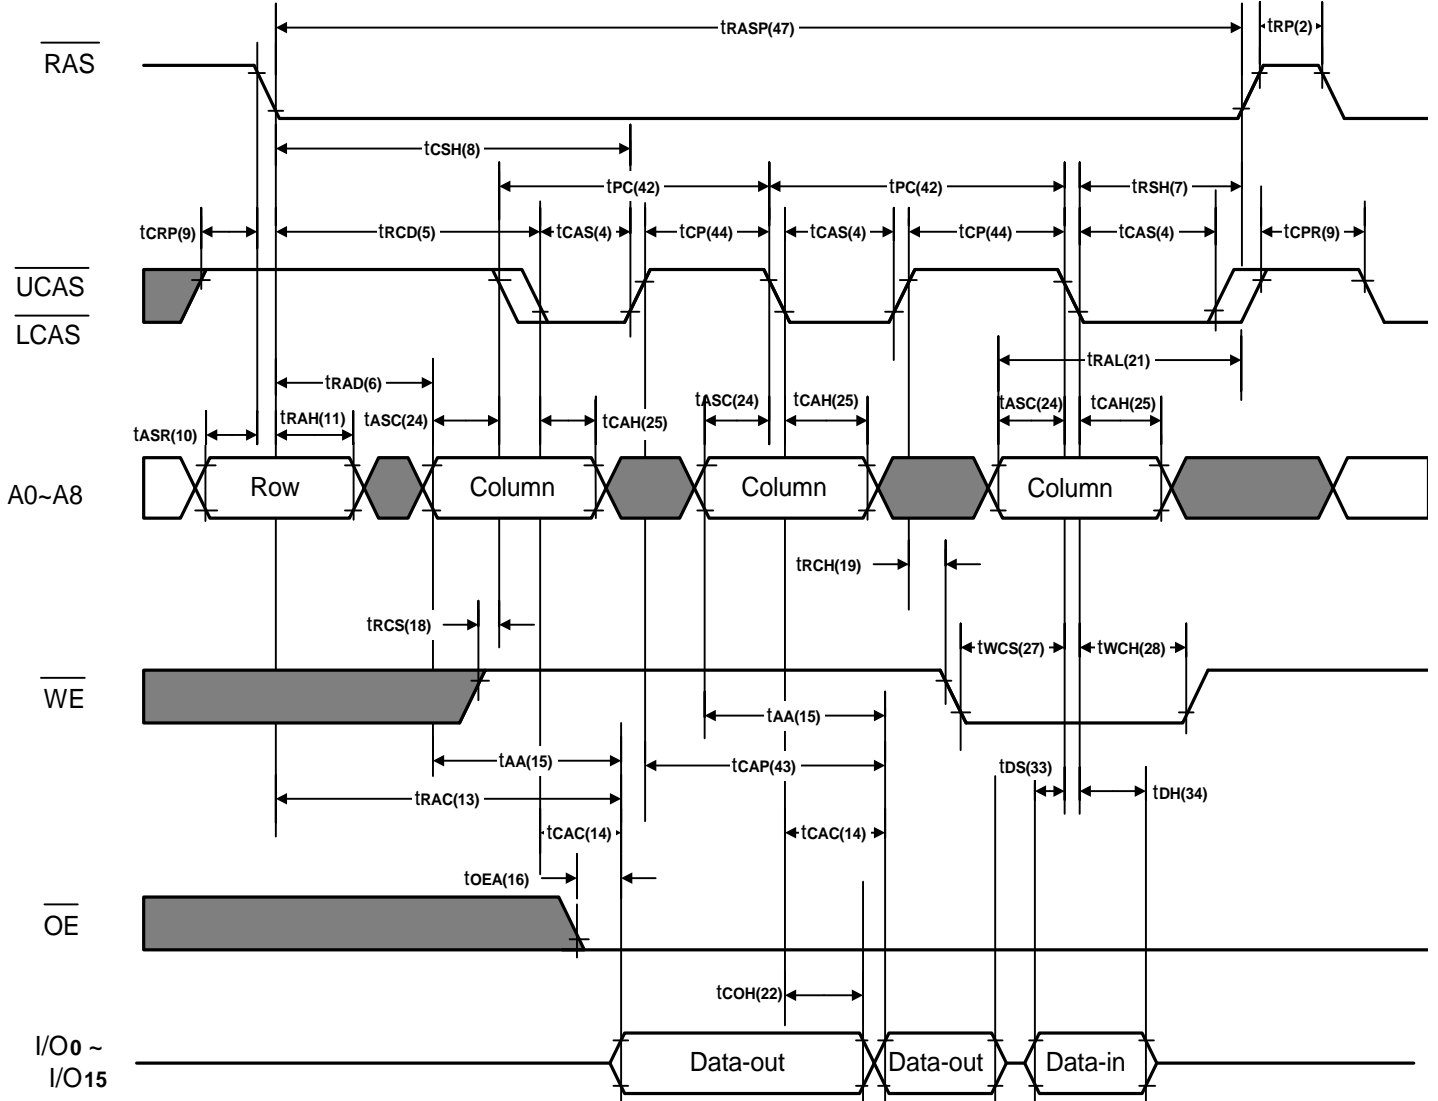 tRASP(47) tRP(2)
RAS
tCSH(8)
tPC(42) tPC(42) tRSH(7)
tCRP(9) tRCD(5) tCAS(4) tCP(44) tCAS(4) tCP(44) tCAS(4) tCPR(9)
UCAS
LCAS
tRAL(21)
tRAD(6)
tASC(24) tCAH(25) tASC(24) tCAH(25)
tASR(10) tRAH(11) tASC(24) tCAH(25)
A0~A8 Row Column Column Column
tRCH(19)
tRCS(18) tWCS(27) tWCH(28)
WE
tAA(15)
tAA(15) tCAP(43) tDS(33)
tRAC(13) tDH(34)
tCAC(14) tCAC(14)
tOEA(16)
OE
tCOH(22)
I/O0 ~ Data-out Data-out Data-in
I/O15